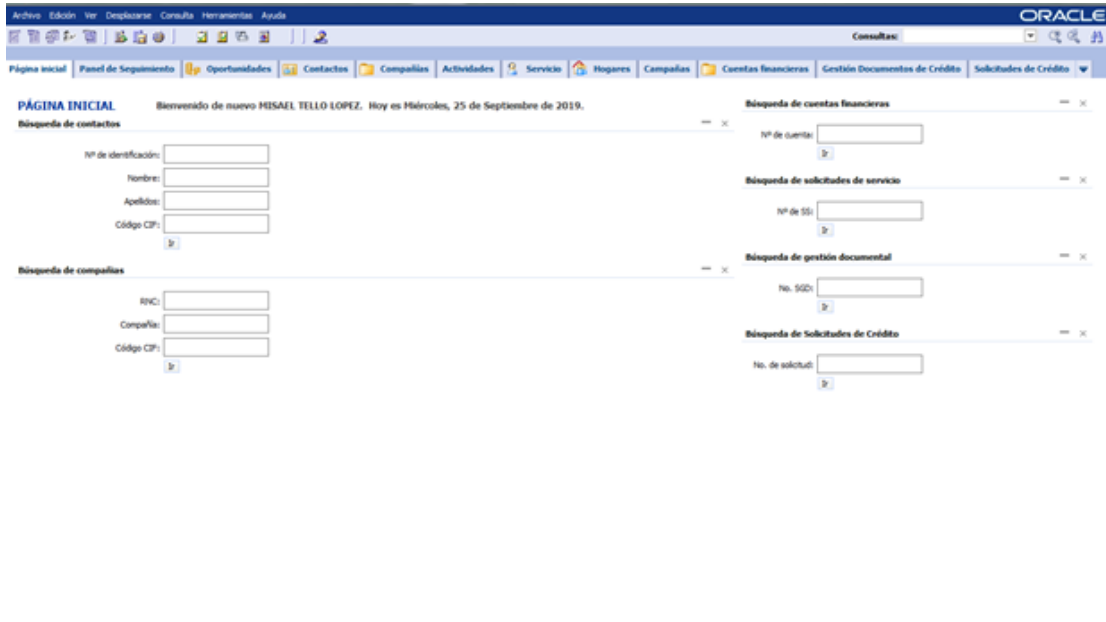 Archivo Edición Ver Desplazarse Consulta Herramientas Ayuda
ORACLE
Consultas:
Página inicial Panel de Seguimiento Oportunidades Contactos Compañías Actividades Servicio Hogares Campañas Cuentas financieras Gestión Documentos de Crédito Solicitudes de Crédito
PÁGINA INICIAL Bienvenido de nuevo MISAEL TELLO LOPEZ. Hoy es Miércoles, 25 de Septiembre de 2019.
Búsqueda de contactos
Nº de identificación:
Nombre:
Apellidos:
Código CIF:
Ir
Búsqueda de compañías
RNC:
Compañía:
Código CIF:
Ir
Búsqueda de cuentas financieras
Nº de cuenta:
Ir
Búsqueda de solicitudes de servicio
Nº de SS:
Ir
Búsqueda de gestión documental
No. SGD:
Ir
Búsqueda de Solicitudes de Crédito
No. de solicitud:
Ir